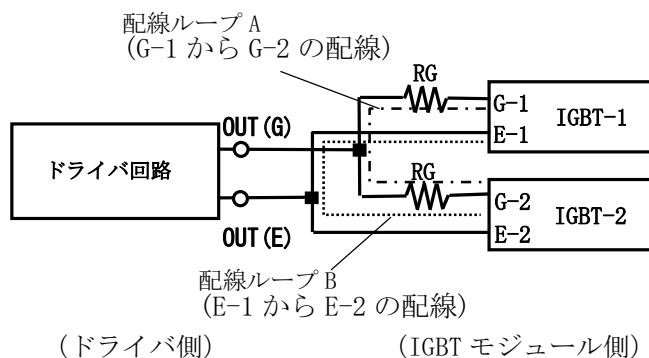 配線ループ A
(G-1 から G-2 の配線)
RG
G-1
E-1
IGBT-1
OUT(G)
ドライバ回路
RG
G-2
E-2
IGBT-2
OUT(E)
配線ループ B
(E-1 から E-2 の配線)
(ドライバ側)
(IGBT モジュール側)